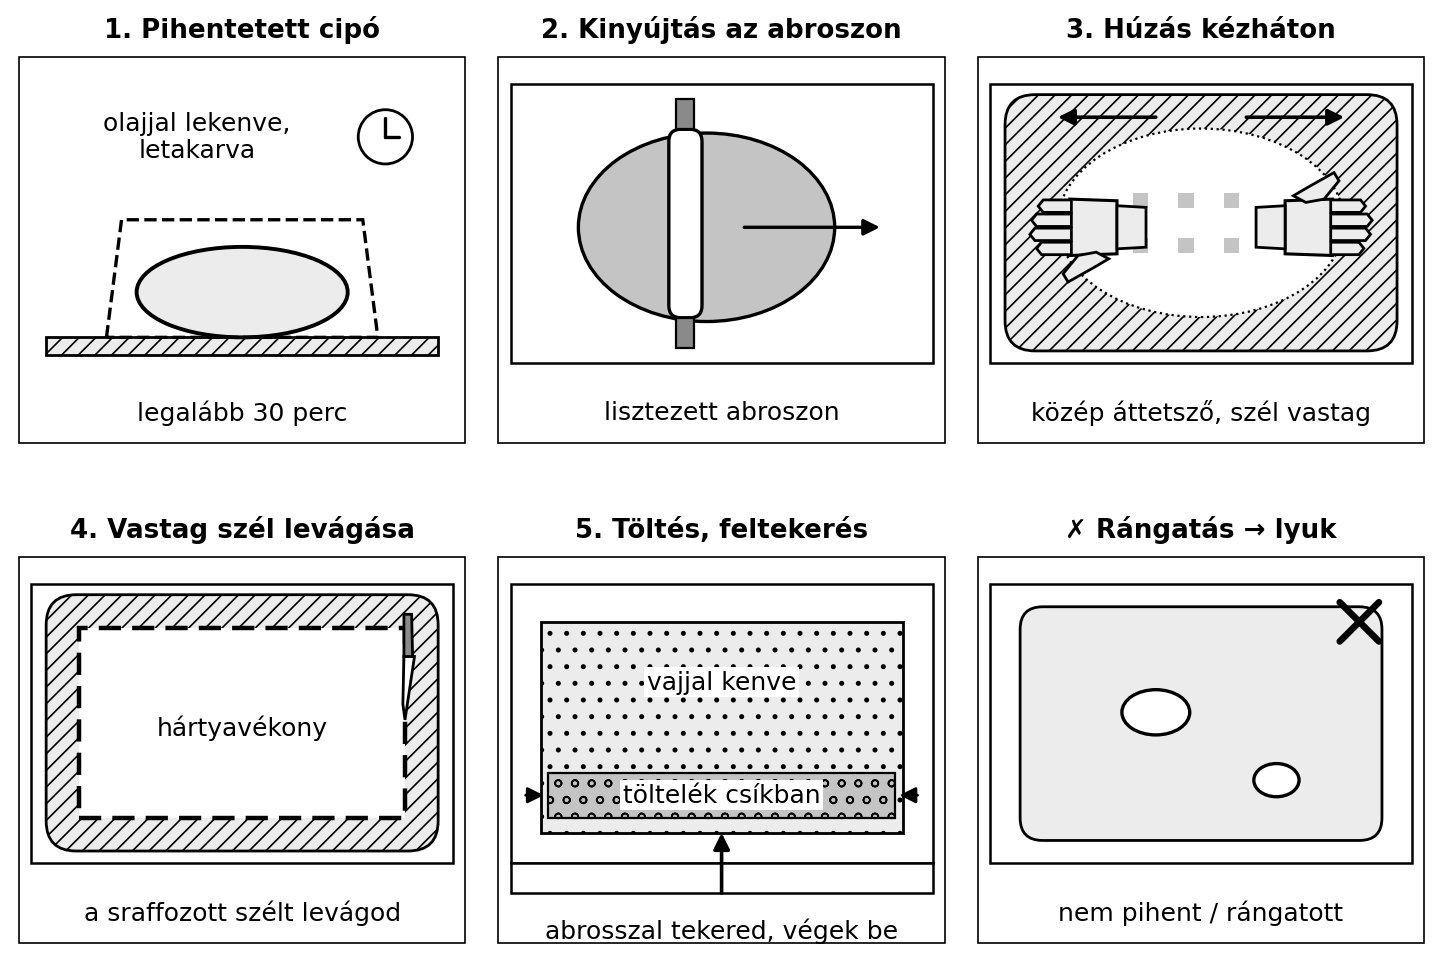 1. Pihentetett cipó
olajjal lekenve,
letakarva
legalább 30 perc
2. Kinyújtás az abroszon
lisztezett abroszon
3. Húzás kézháton
közép áttetsző, szél vastag
4. Vastag szél levágása
hártyavékony
a sraffozott szélt levágod
5. Töltés, feltekerés
vajjal kenve
töltelék csíkban
abrosszal tekered, végek be
✗ Rángatás → lyuk
nem pihent / rángatott